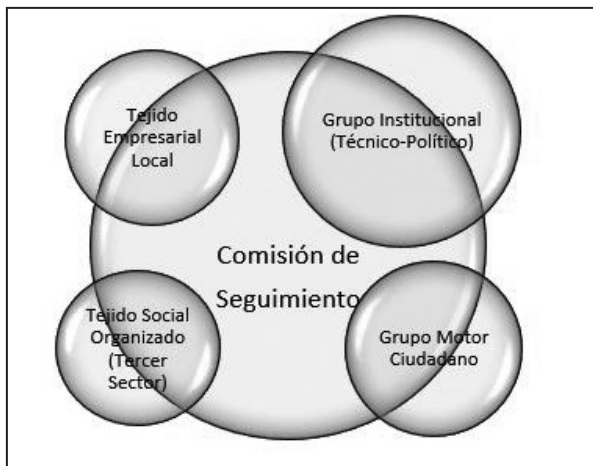 Tejido
Empresarial
Local
Grupo Institucional
(Técnico-Político)
Comisión de
Seguimiento
Tejido Social
Organizado
(Tercer
Sector)
Grupo Motor
Ciudadano